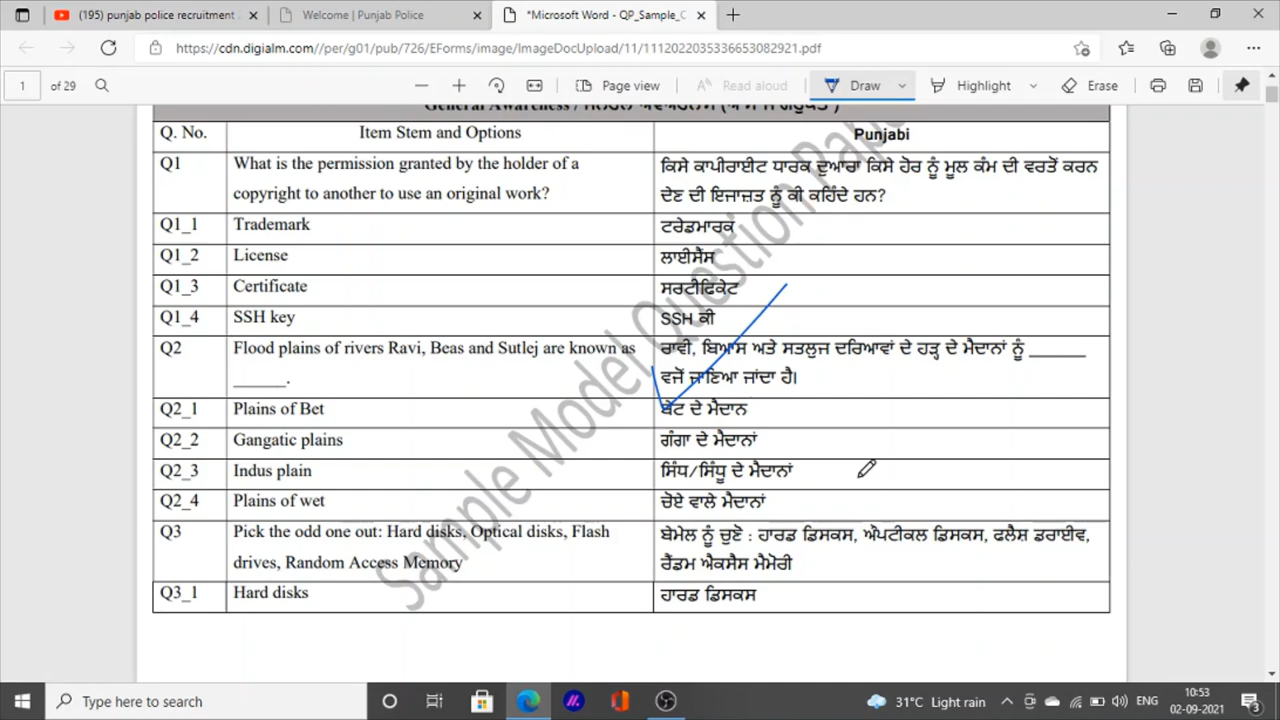 (195) punjab police recruitment
Welcome | Punjab Police
*Microsoft Word - QP_Sample_C
https://cdn.digialm.com//per/g01/pub/726/EForms/image/ImageDocUpload/11/1112022035336653082921.pdf
1 of 29
Page view
Read aloud
Draw
Highlight
Erase
General Awareness /
Q. No. Item Stem and Options Punjabi
Q1 What is the permission granted by the holder of a copyright to another to use an original work?
ਕਿਸੇ ਕਾਪੀਰਾਈਟ ਧਾਰਕ ਦੁਆਰਾ ਕਿਸੇ ਹੋਰ ਨੂੰ ਮੂਲ ਕੰਮ ਦੀ ਵਰਤੋਂ ਕਰਨ
ਦੇਣ ਦੀ ਇਜਾਜ਼ਤ ਨੂੰ ਕੀ ਕਹਿੰਦੇ ਹਨ?
Q1_1 Trademark ਟਰੇਡਮਾਰਕ
Q1_2 License ਲਾਈਸੈਂਸ
Q1_3 Certificate ਸਰਟੀਫਿਕੇਟ
Q1_4 SSH key SSH ਕੀ
Q2 Flood plains of rivers Ravi, Beas and Sutlej are known as
______.
ਰਾਵੀ, ਬਿਆਸ ਅਤੇ ਸਤਲੁਜ ਦਰਿਆਵਾਂ ਦੇ ਹੜ੍ਹ ਦੇ ਮੈਦਾਨਾਂ ਨੂੰ ______
ਵਜੋਂ ਜਾਣਿਆ ਜਾਂਦਾ ਹੈ।
Q2_1 Plains of Bet ਬੇਟ ਦੇ ਮੈਦਾਨ
Q2_2 Gangatic plains ਗੰਗਾ ਦੇ ਮੈਦਾਨਾਂ
Q2_3 Indus plain ਸਿੰਧ/ਸਿੰਧੂ ਦੇ ਮੈਦਾਨਾਂ
Q2_4 Plains of wet ਚੋਏ ਵਾਲੇ ਮੈਦਾਨਾਂ
Q3 Pick the odd one out: Hard disks, Optical disks, Flash
drives, Random Access Memory
ਬੇਮੇਲ ਨੂੰ ਚੁਣੋ : ਹਾਰਡ ਡਿਸਕਸ, ਔਪਟੀਕਲ ਡਿਸਕਸ, ਫਲੈਸ਼ ਡਰਾਈਵ,
ਰੈਂਡਮ ਐਕਸੈਸ ਮੈਮੋਰੀ
Q3_1 Hard disks ਹਾਰਡ ਡਿਸਕਸ
Sample Model Question Pap
Type here to search
31°C Light rain
ENG
10:53
02-09-2021
3